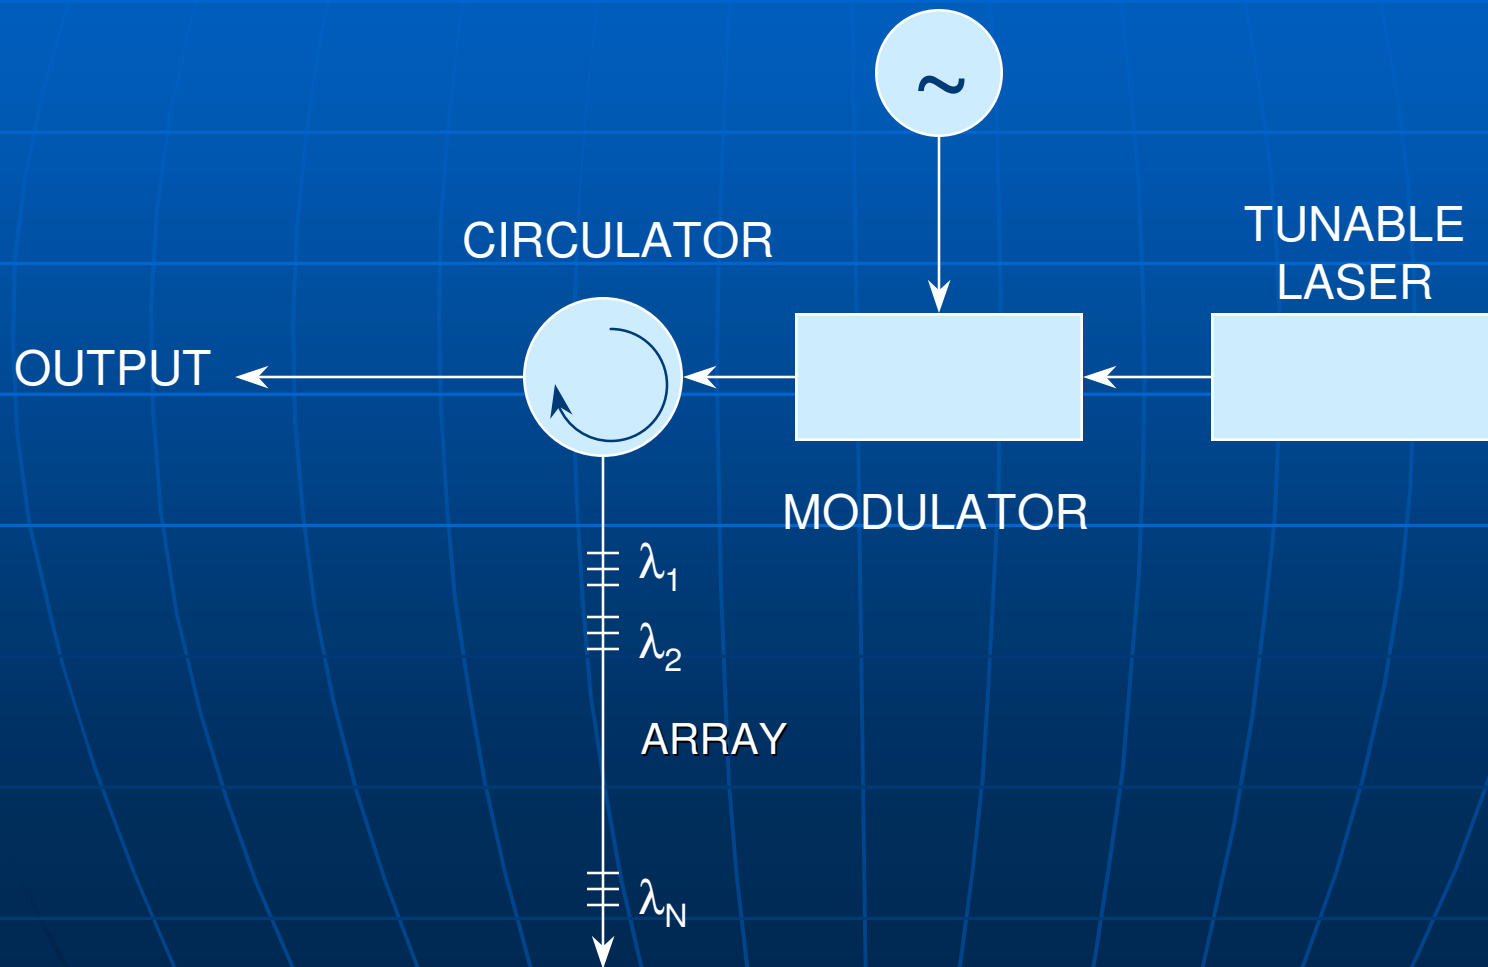 ~
CIRCULATOR
TUNABLE
LASER
OUTPUT
MODULATOR
λ1
λ2
ARRAY
λN